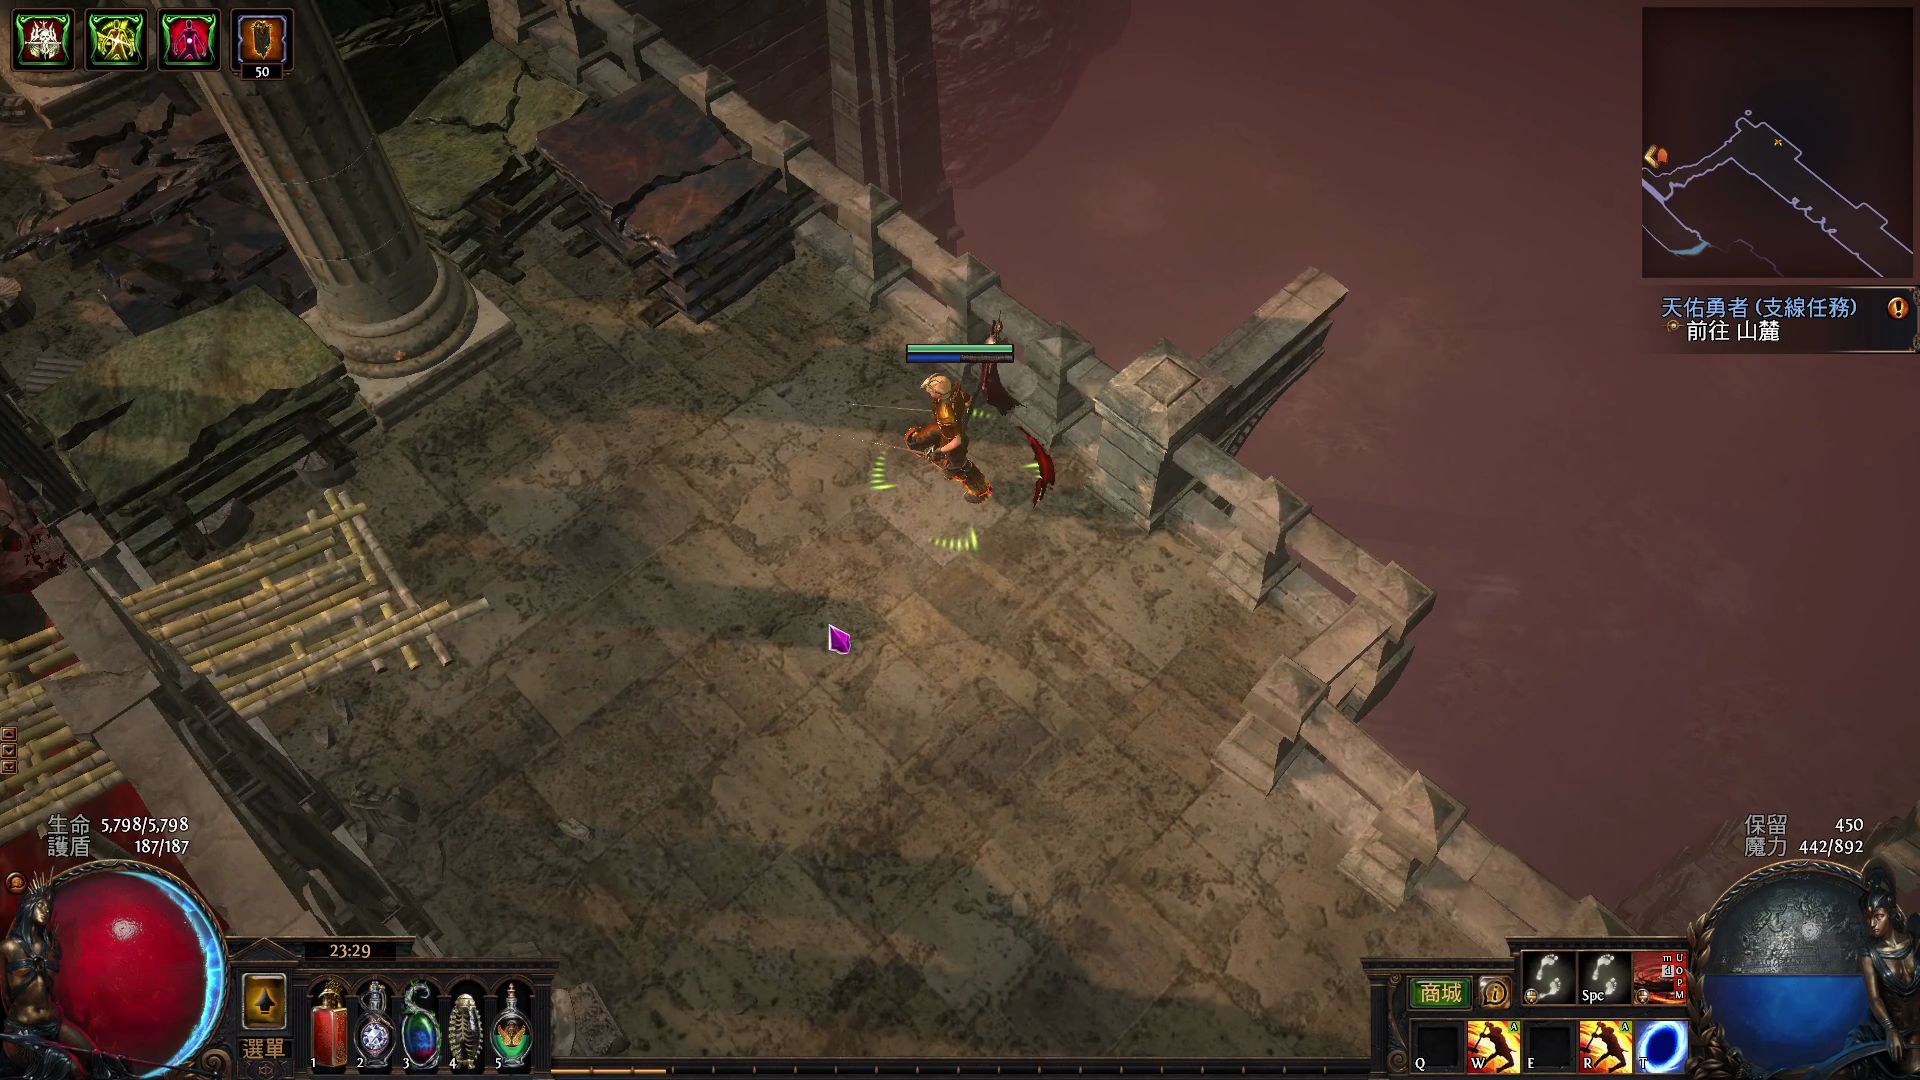 50
天佑勇者 (支線任務)
前往 山麓
生命 5,798/5,798
護盾 187/187
保留 450
魔力 442/892
23:29
選單
1
2
3
4
5
商城
Spc
m U
d O
P
M
Q
W A
E
R A
T